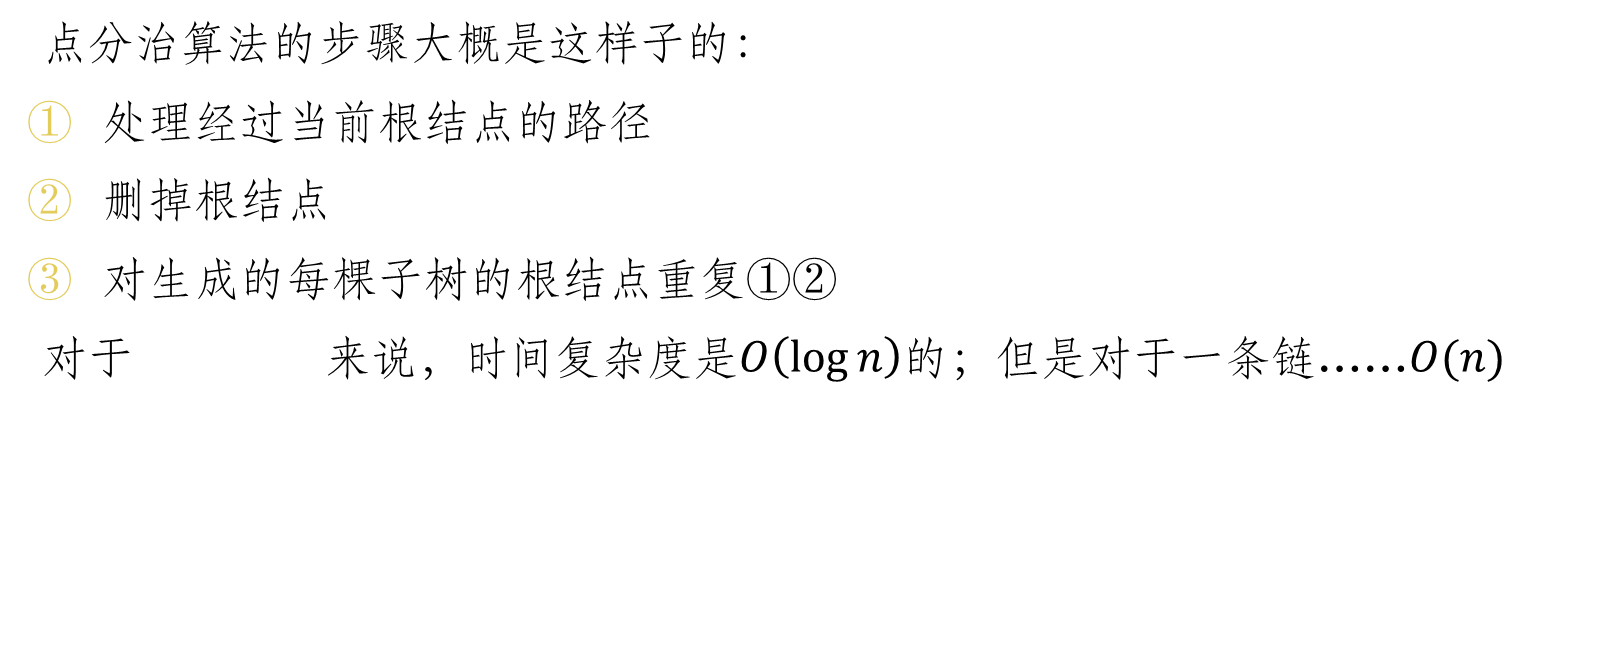 点分治算法的步骤大概是这样子的：
① 处理经过当前根结点的路径
② 删掉根结点
③ 对生成的每棵子树的根结点重复①②
对于 来说，时间复杂度是O(log n)的；但是对于一条链……O(n)